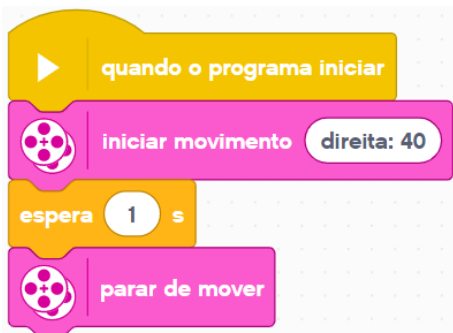 quando o programa iniciar
iniciar movimento direita: 40
espera 1 s
parar de mover